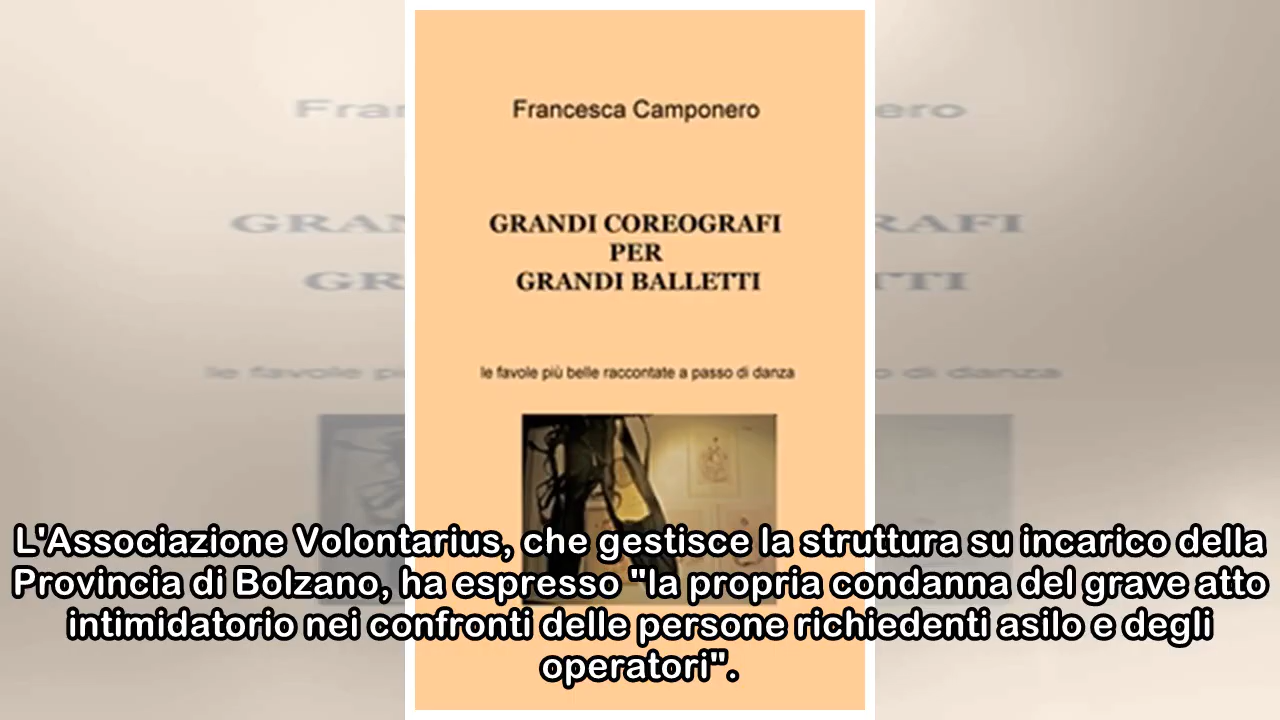 Francesca Camponero
GRANDI COREOGRAFI
PER
GRANDI BALLETTI
le favole più belle raccontate a passo di danza
L'Associazione Volontarius, che gestisce la struttura su incarico della
Provincia di Bolzano, ha espresso "la propria condanna del grave atto
intimidatorio nei confronti delle persone richiedenti asilo e degli
operatori".